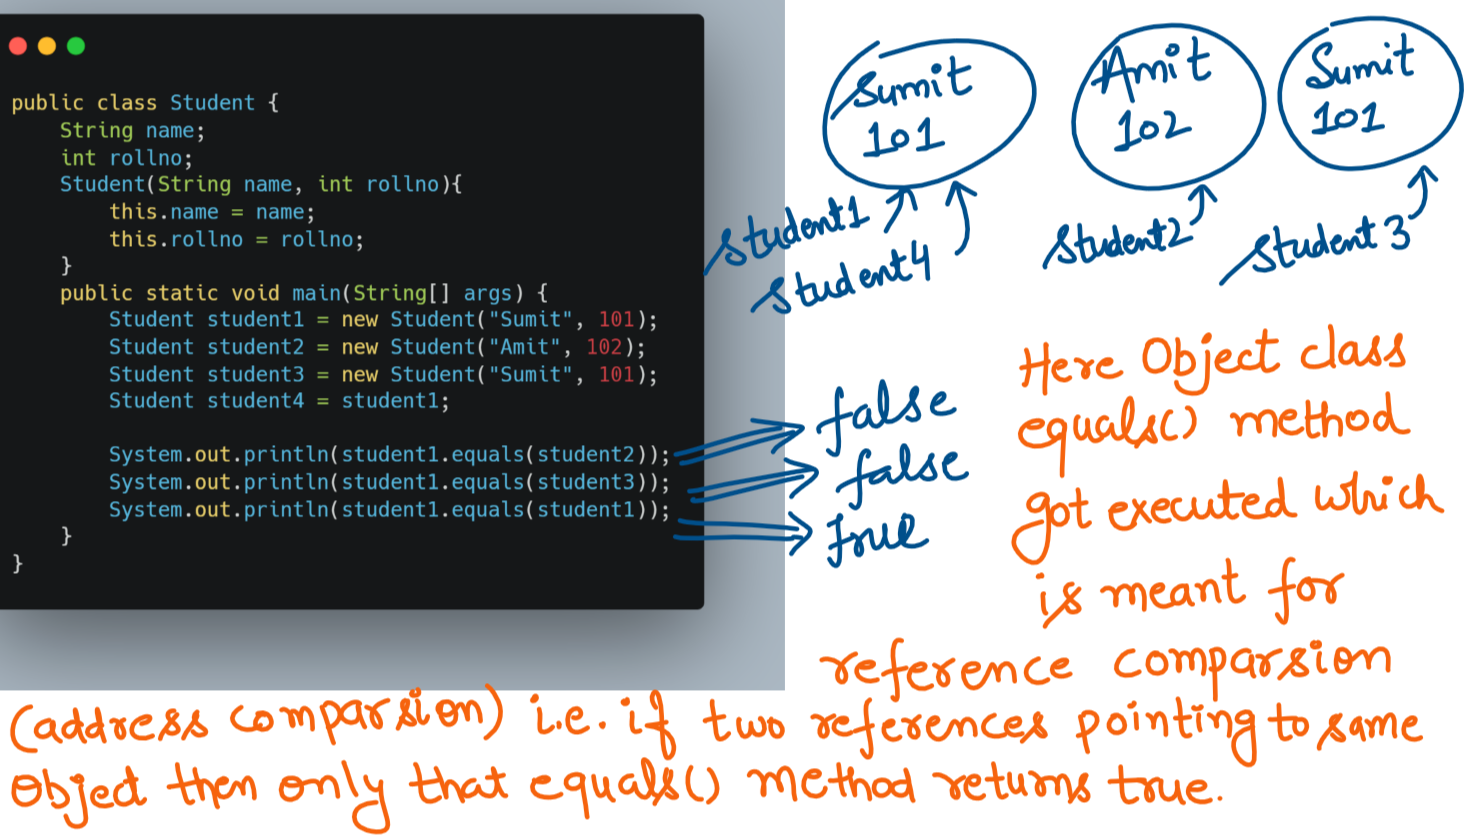 public class Student {
String name;
int rollno;
Student(String name, int rollno){
this.name = name;
this.rollno = rollno;
}
public static void main(String[] args) {
Student student1 = new Student("Sumit", 101);
Student student2 = new Student("Amit", 102);
Student student3 = new Student("Sumit", 101);
Student student4 = student1;
System.out.println(student1.equals(student2));
System.out.println(student1.equals(student3));
System.out.println(student1.equals(student1));
}
}
Sumit
101
Amit
102
Sumit
101
student1
student4
student2
student3
false
false
true
Here Object class
equals() method
got executed which
is meant for
reference comparsion
(address comparsion) i.e. if two references pointing to same
object then only that equals() method returns true.